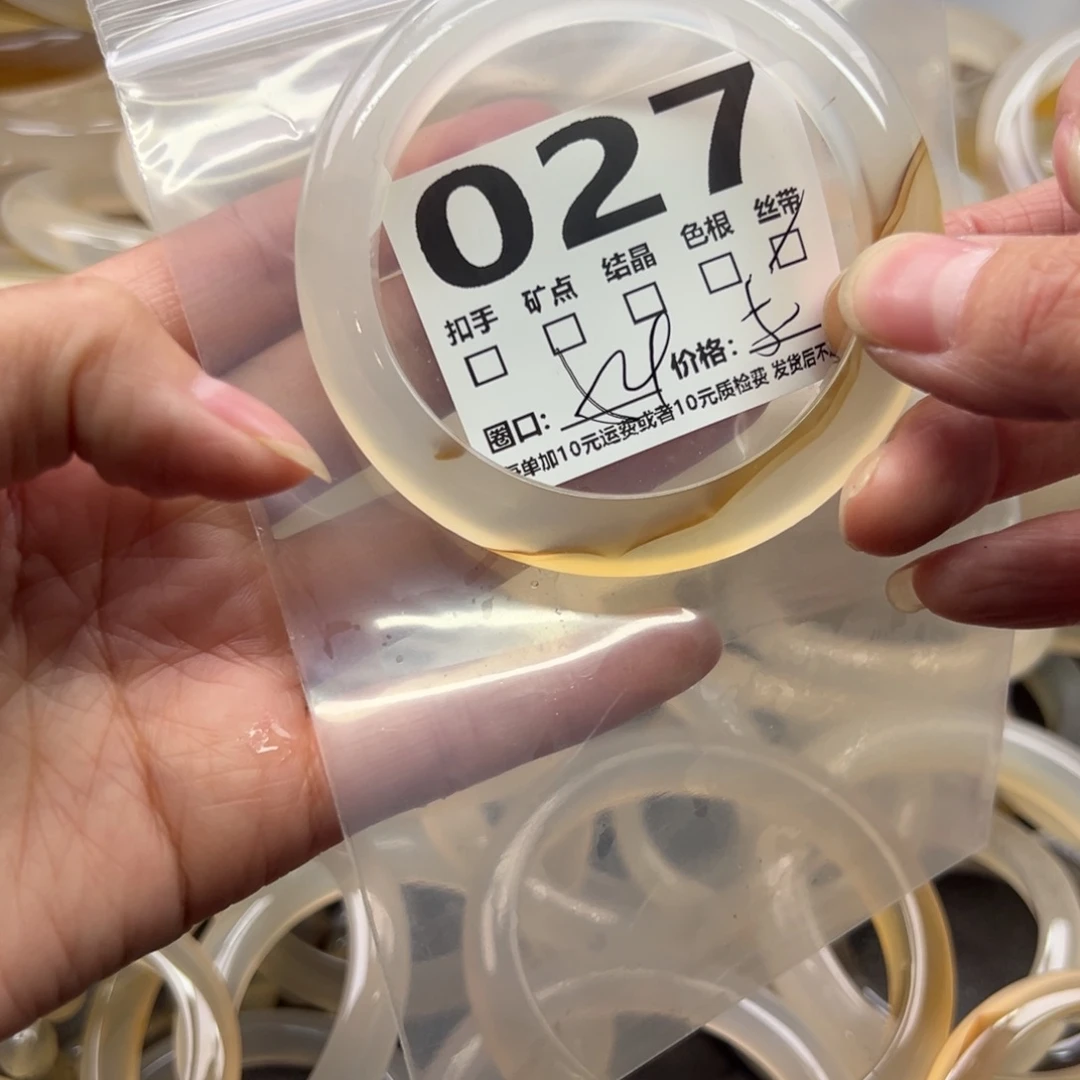 027
扣手 矿点 结晶 色根 丝带
圈口: 价格:
每单加10元运费或者10元质检费 发货后不